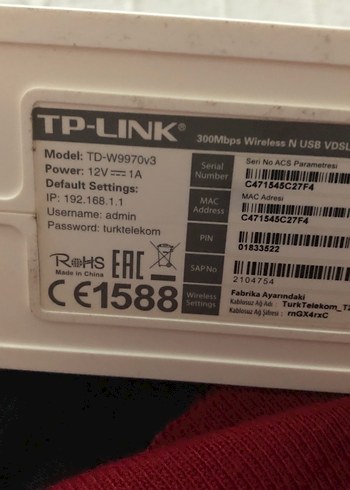 TP-LINK®
300Mbps Wireless N USB VDSL
Model: TD-W9970v3
Power: 12V⎓1A
Default Settings:
IP: 192.168.1.1
Username: admin
Password: turktelekom
RoHS
Made in China
EAC
CE1588
Serial Number
Seri No ACS Parametresi
C471545C27F4
MAC Address
MAC Adresi
C471545C27F4
PIN
01833522
SAP.No
2104754
Wireless Settings
Fabrika Ayarındaki
Kablosuz Ağ Adı : TurkTelekom_T
Kablosuz Ağ Şifresi : rnGX4rxC